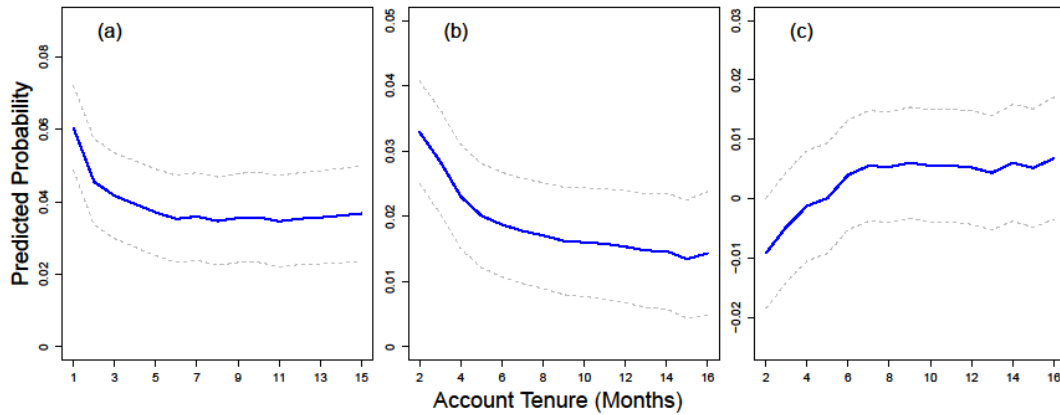 (a)
(b)
(c)
Predicted Probability
0.08
0.06
0.04
0.02
0
0.05
0.04
0.03
0.02
0.01
0
0.03
0.02
0.01
0
−0.01
−0.02
1 3 5 7 9 11 13 15
2 4 6 8 10 12 14 16
2 4 6 8 10 12 14 16
Account Tenure (Months)